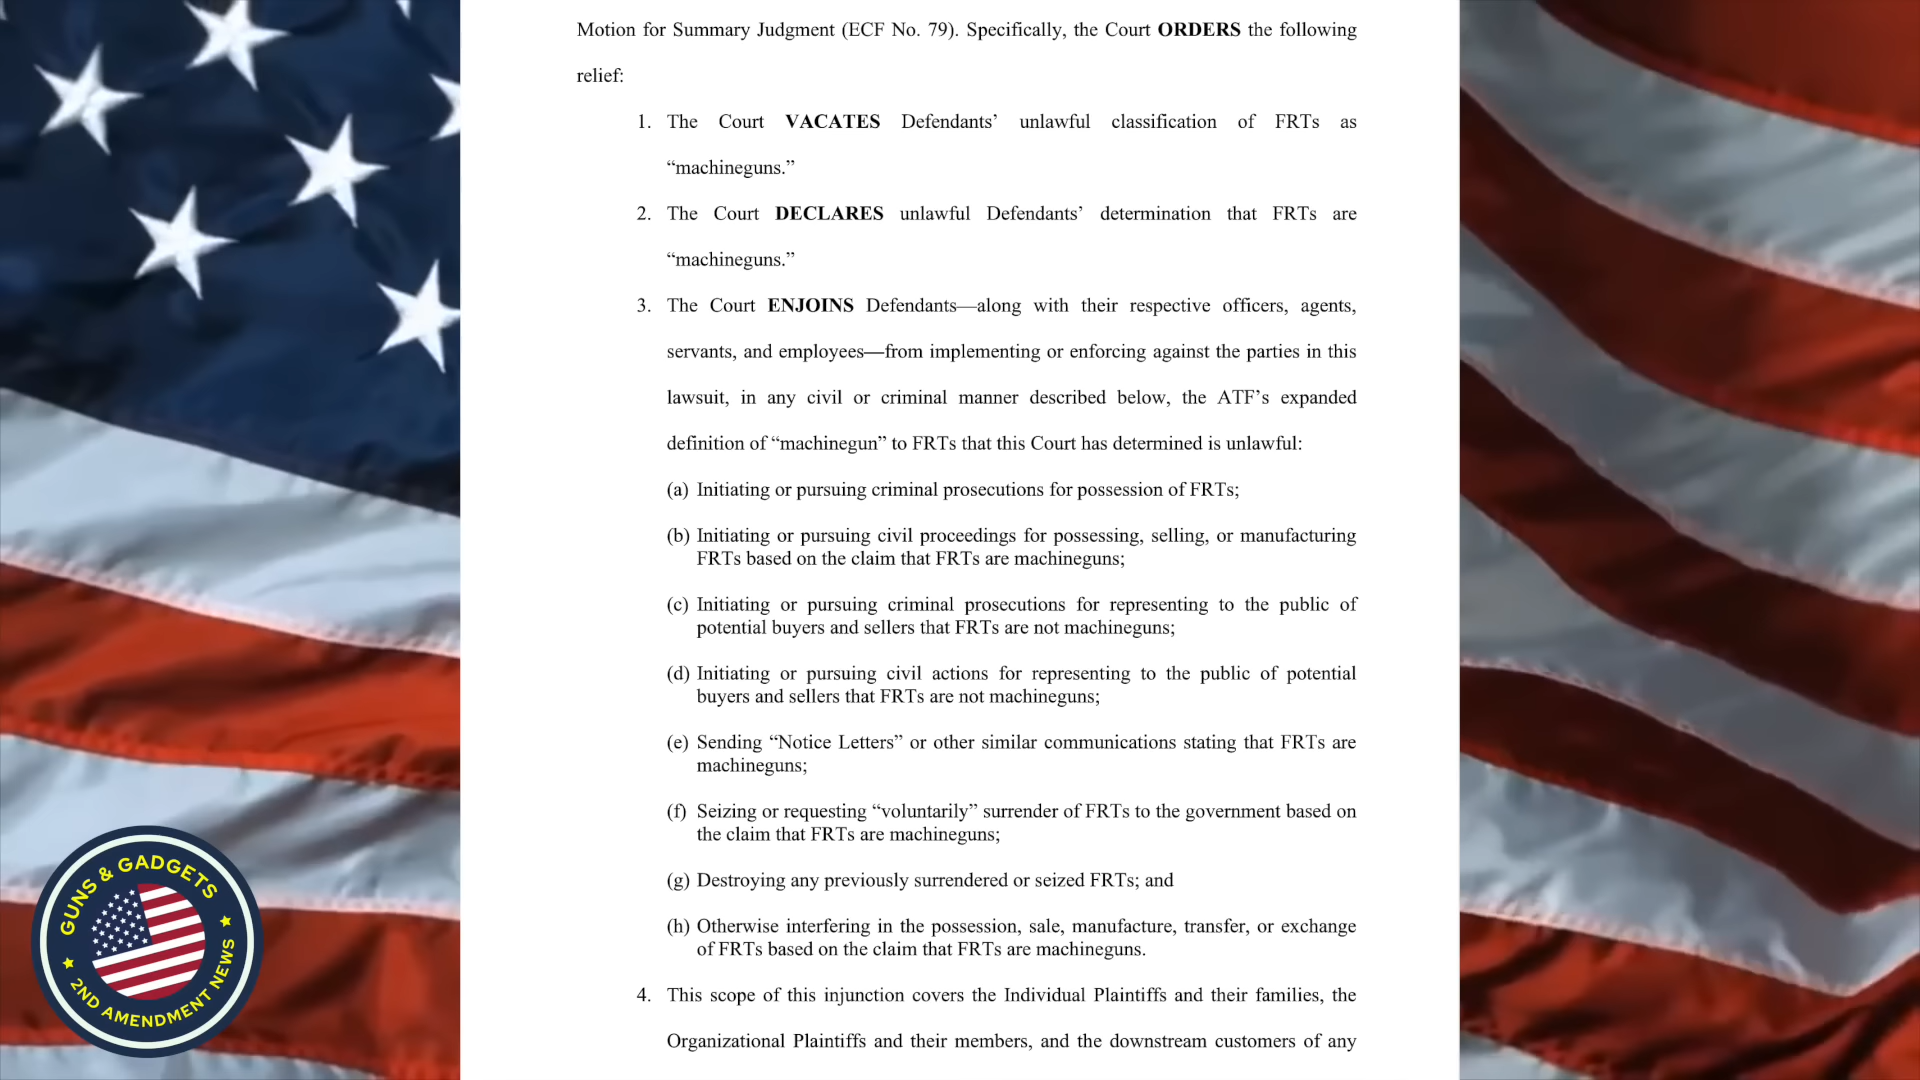 Motion for Summary Judgment (ECF No. 79). Specifically, the Court ORDERS the following
relief:
1. The Court VACATES Defendants’ unlawful classification of FRTs as
“machineguns.”
2. The Court DECLARES unlawful Defendants’ determination that FRTs are
“machineguns.”
3. The Court ENJOINS Defendants—along with their respective officers, agents,
servants, and employees—from implementing or enforcing against the parties in this
lawsuit, in any civil or criminal manner described below, the ATF’s expanded
definition of “machinegun” to FRTs that this Court has determined is unlawful:
(a) Initiating or pursuing criminal prosecutions for possession of FRTs;
(b) Initiating or pursuing civil proceedings for possessing, selling, or manufacturing
FRTs based on the claim that FRTs are machineguns;
(c) Initiating or pursuing criminal prosecutions for representing to the public of
potential buyers and sellers that FRTs are not machineguns;
(d) Initiating or pursuing civil actions for representing to the public of potential
buyers and sellers that FRTs are not machineguns;
(e) Sending “Notice Letters” or other similar communications stating that FRTs are
machineguns;
(f) Seizing or requesting “voluntarily” surrender of FRTs to the government based on
the claim that FRTs are machineguns;
(g) Destroying any previously surrendered or seized FRTs; and
(h) Otherwise interfering in the possession, sale, manufacture, transfer, or exchange
of FRTs based on the claim that FRTs are machineguns.
4. This scope of this injunction covers the Individual Plaintiffs and their families, the
Organizational Plaintiffs and their members, and the downstream customers of any
GUNS & GADGETS
2ND AMENDMENT NEWS